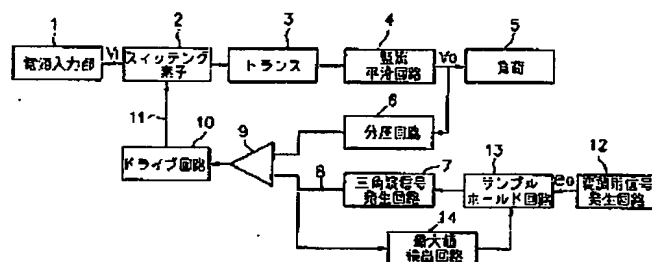 1
2
3
4
5
電源入力部
Vi
スイッチング
素子
トランス
整流
平滑回路
Vo
負荷
11
6
分圧回路
10
9
ドライブ回路
8
7
三角波信号
発生回路
13
サンプル
ホールド回路
eo
12
変調用信号
発生回路
14
最大値
検出回路